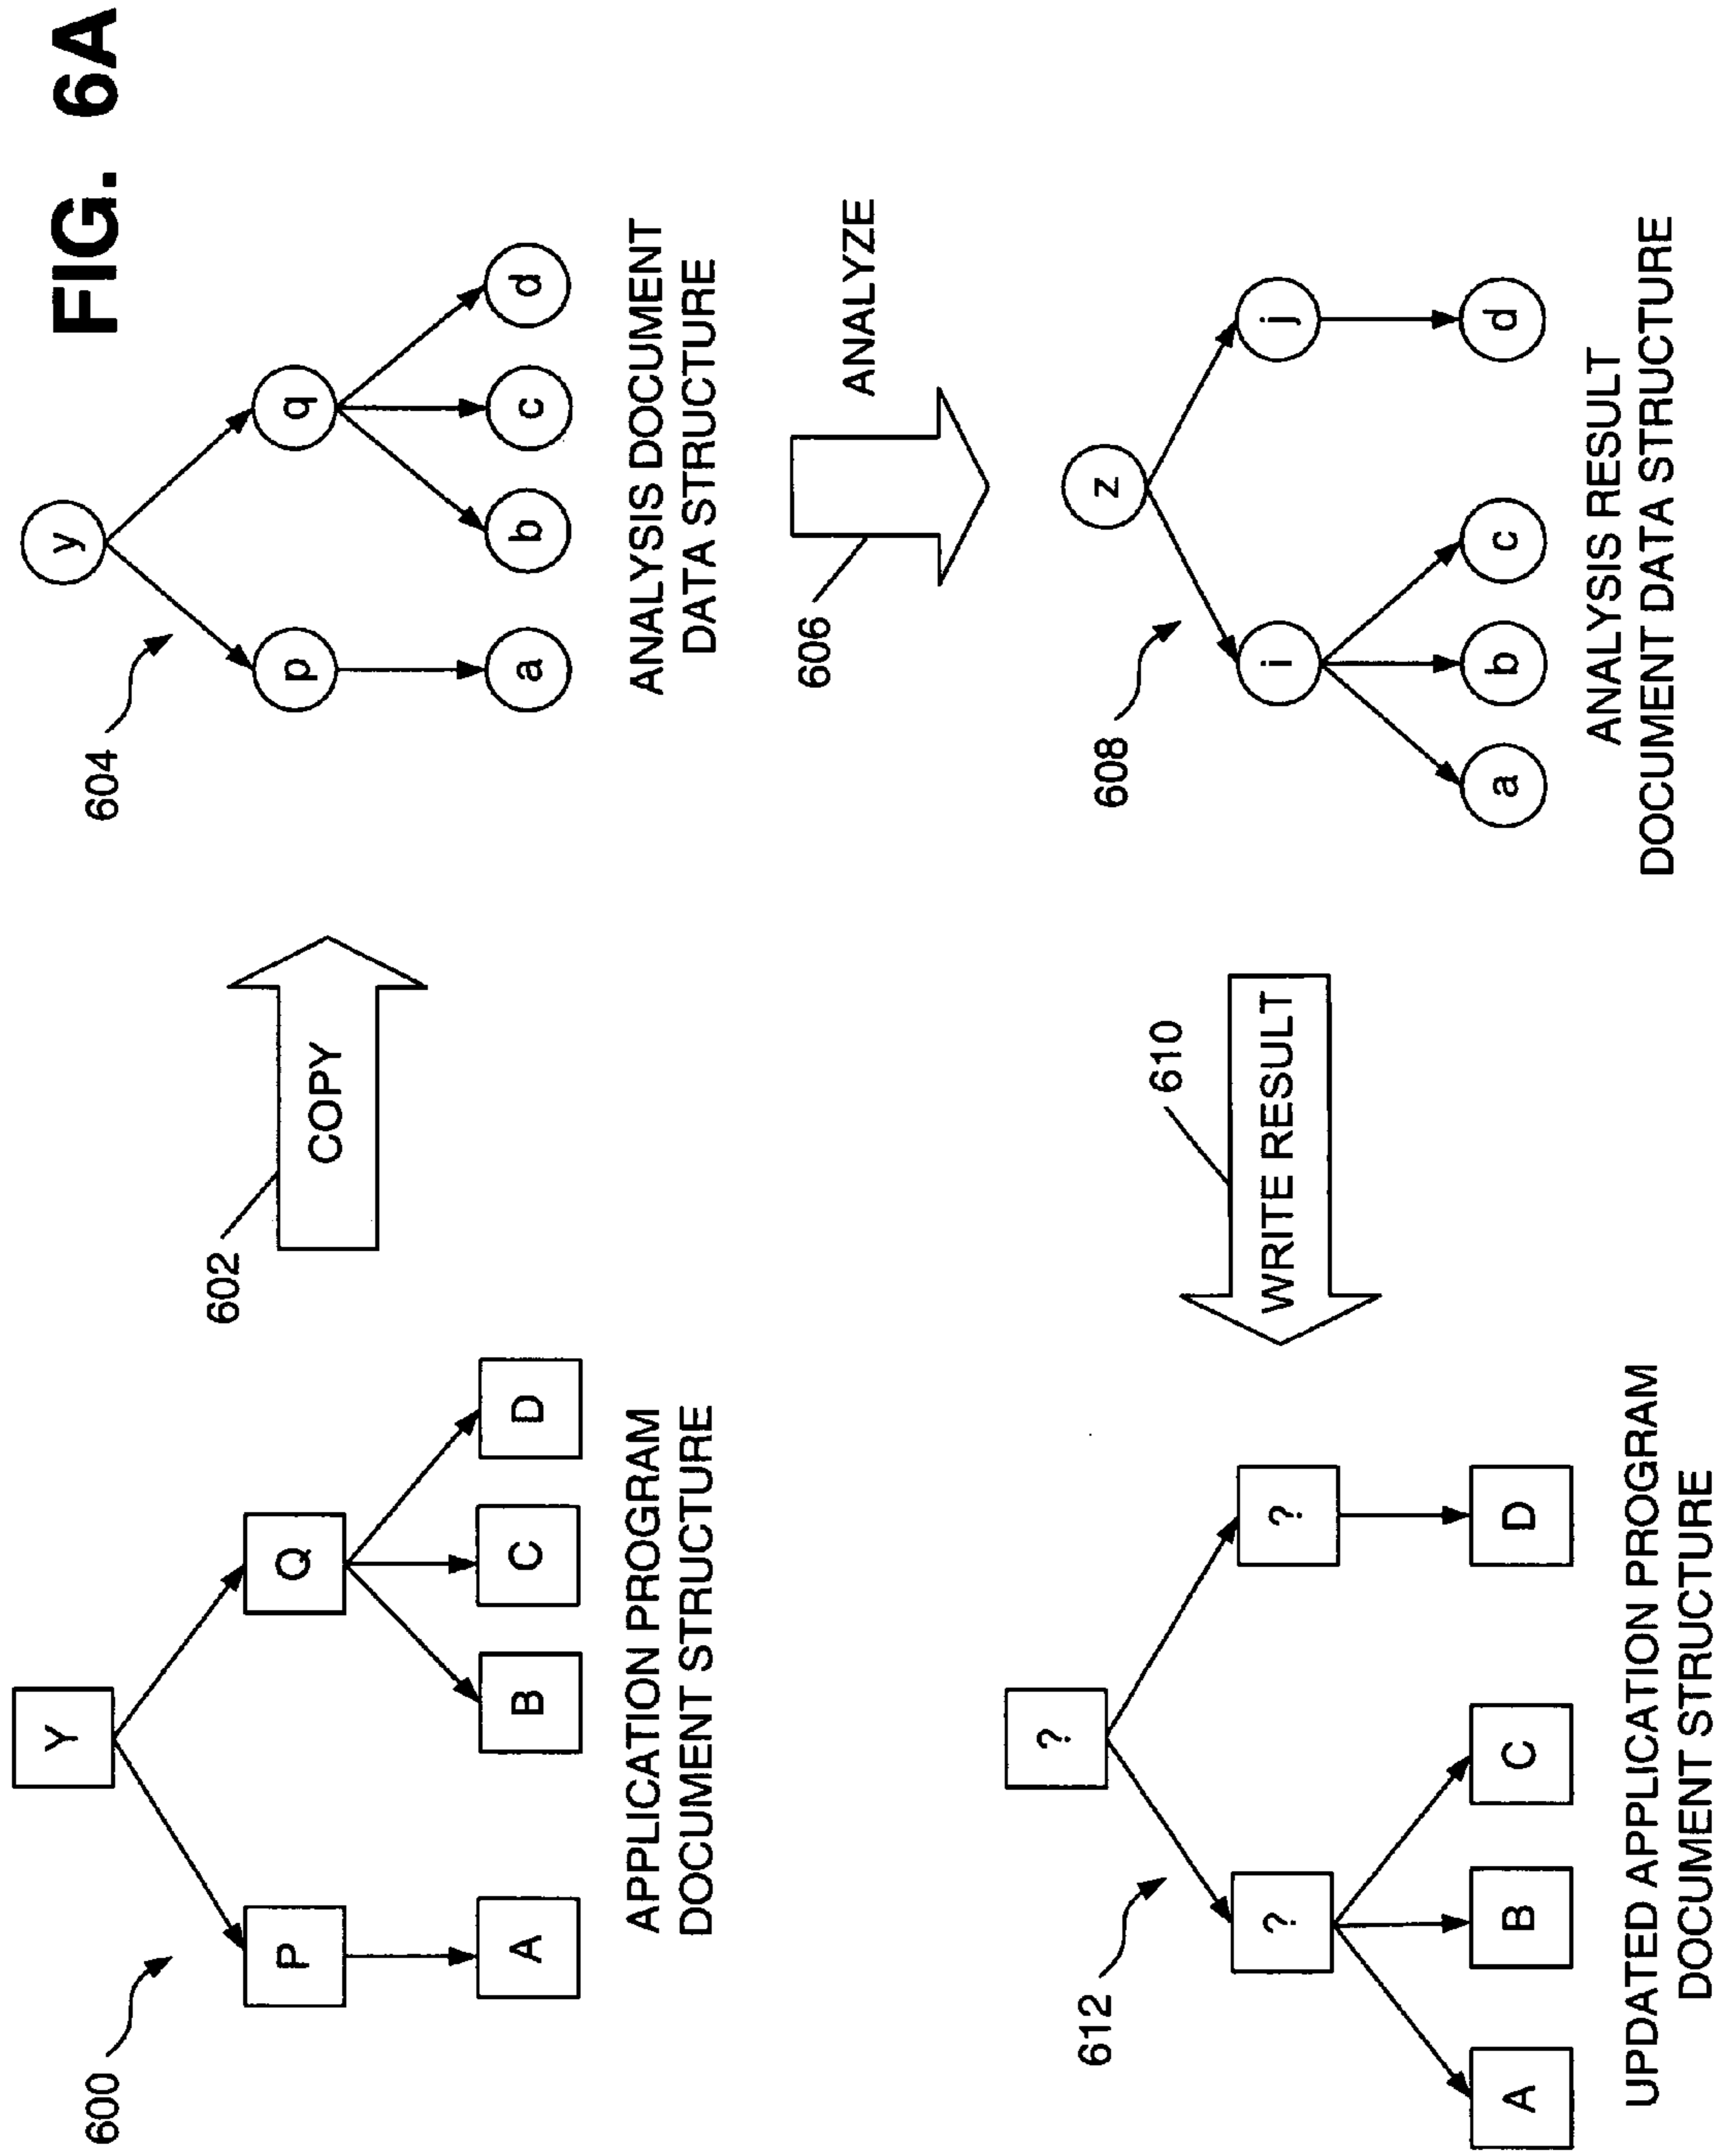 FIG. 6A
600
Y
P
Q
A
B
C
D
APPLICATION PROGRAM
DOCUMENT STRUCTURE
602
COPY
604
y
p
q
a
b
c
d
ANALYSIS DOCUMENT
DATA STRUCTURE
606
ANALYZE
608
z
i
j
a
b
c
d
ANALYSIS RESULT
DOCUMENT DATA STRUCTURE
610
WRITE RESULT
612
?
?
?
A
B
C
D
UPDATED APPLICATION PROGRAM
DOCUMENT STRUCTURE